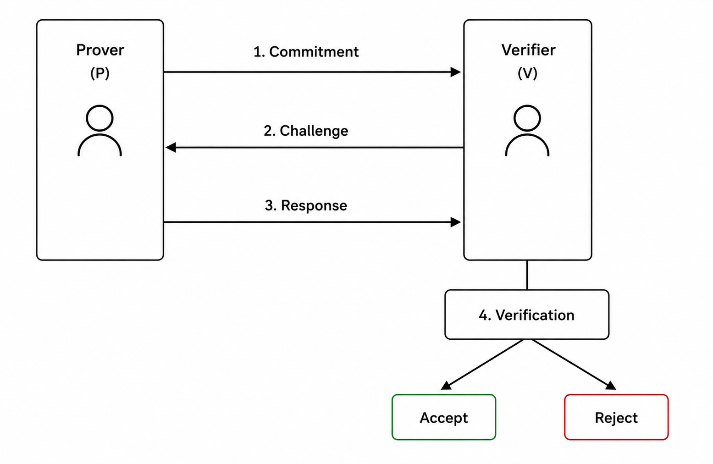 Prover
(P)
Verifier
(V)
1. Commitment
2. Challenge
3. Response
4. Verification
Accept
Reject